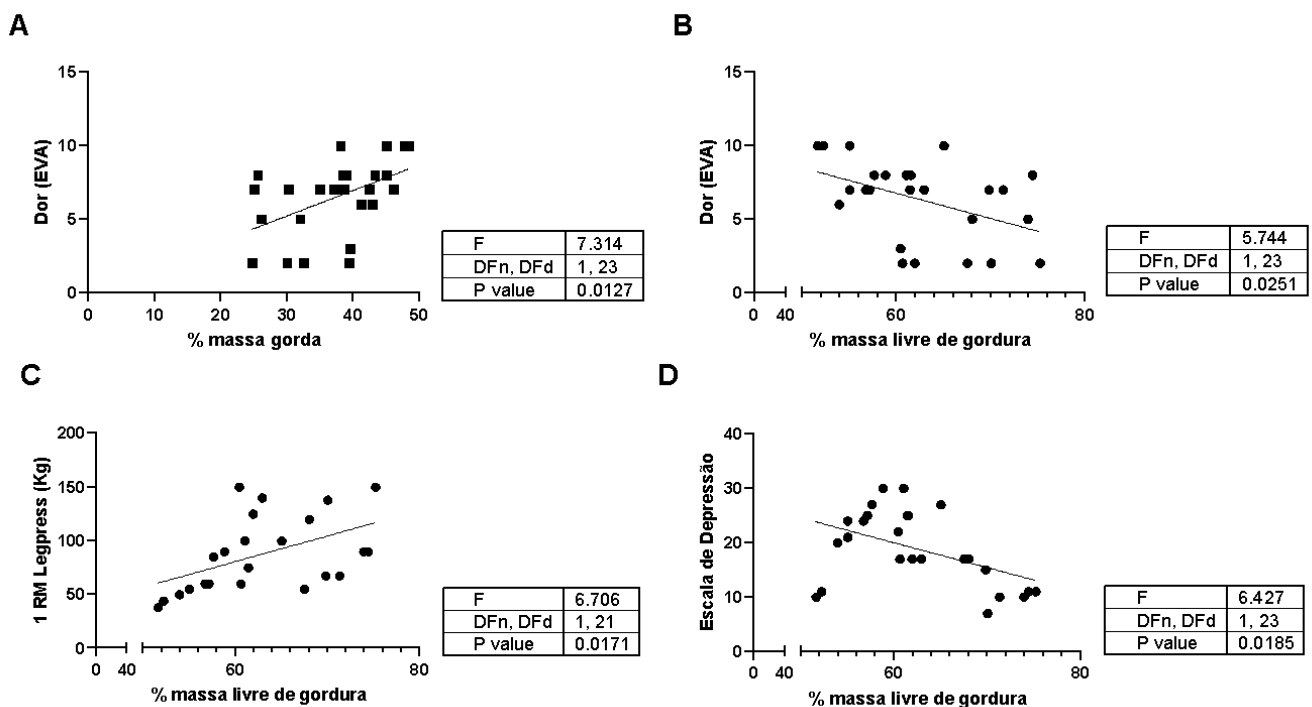 A
15
10
5
0
Dor (EVA)
0 10 20 30 40 50
% massa gorda
F 7.314
DFn, DFd 1, 23
P value 0.0127
B
15
10
5
0
Dor (EVA)
0 40 60 80
% massa livre de gordura
F 5.744
DFn, DFd 1, 23
P value 0.0251
C
200
150
100
50
0
1 RM Legpress (Kg)
0 40 60 80
% massa livre de gordura
F 6.706
DFn, DFd 1, 21
P value 0.0171
D
40
30
20
10
0
Escala de Depressão
0 40 60 80
% massa livre de gordura
F 6.427
DFn, DFd 1, 23
P value 0.0185